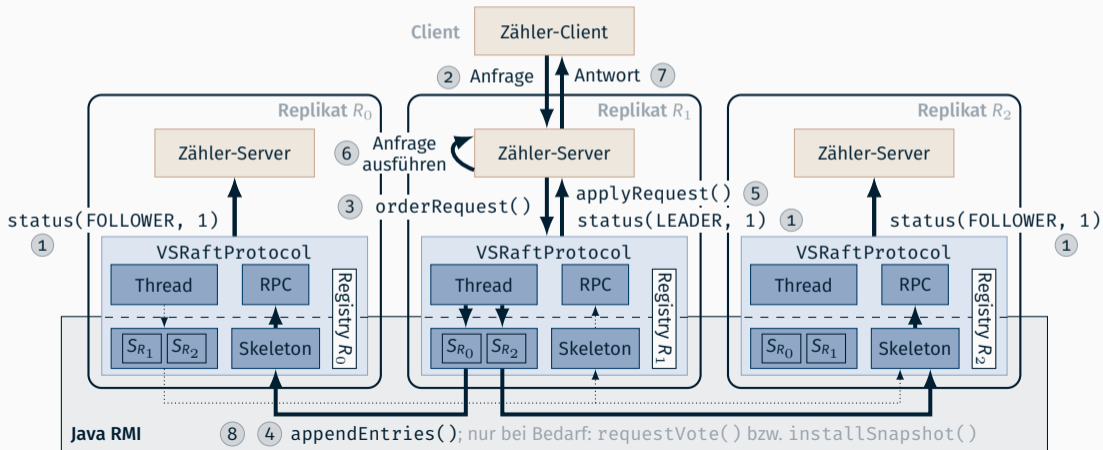 Client
Zähler-Client
2 Anfrage
Antwort 7
Replikat R0
Replikat R1
Replikat R2
Zähler-Server
6 Anfrage
ausführen
Zähler-Server
Zähler-Server
3 orderRequest()
applyRequest() 5
status(FOLLOWER, 1)
1
status(LEADER, 1) 1
status(FOLLOWER, 1)
1
VSRaftProtocol
Thread
RPC
Registry R0
SR1 SR2
Skeleton
VSRaftProtocol
Thread
RPC
Registry R1
SR0 SR2
Skeleton
VSRaftProtocol
Thread
RPC
Registry R2
SR0 SR1
Skeleton
Java RMI
8 4 appendEntries(); nur bei Bedarf: requestVote() bzw. installSnapshot()